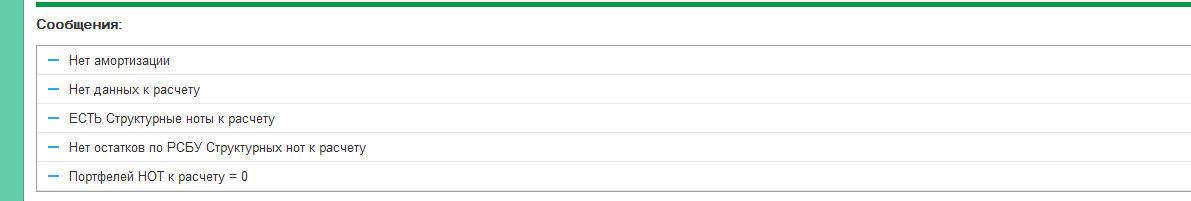 Сообщения:
Нет амортизации
Нет данных к расчету
ЕСТЬ Структурные ноты к расчету
Нет остатков по РСБУ Структурных нот к расчету
Портфелей НОТ к расчету = 0